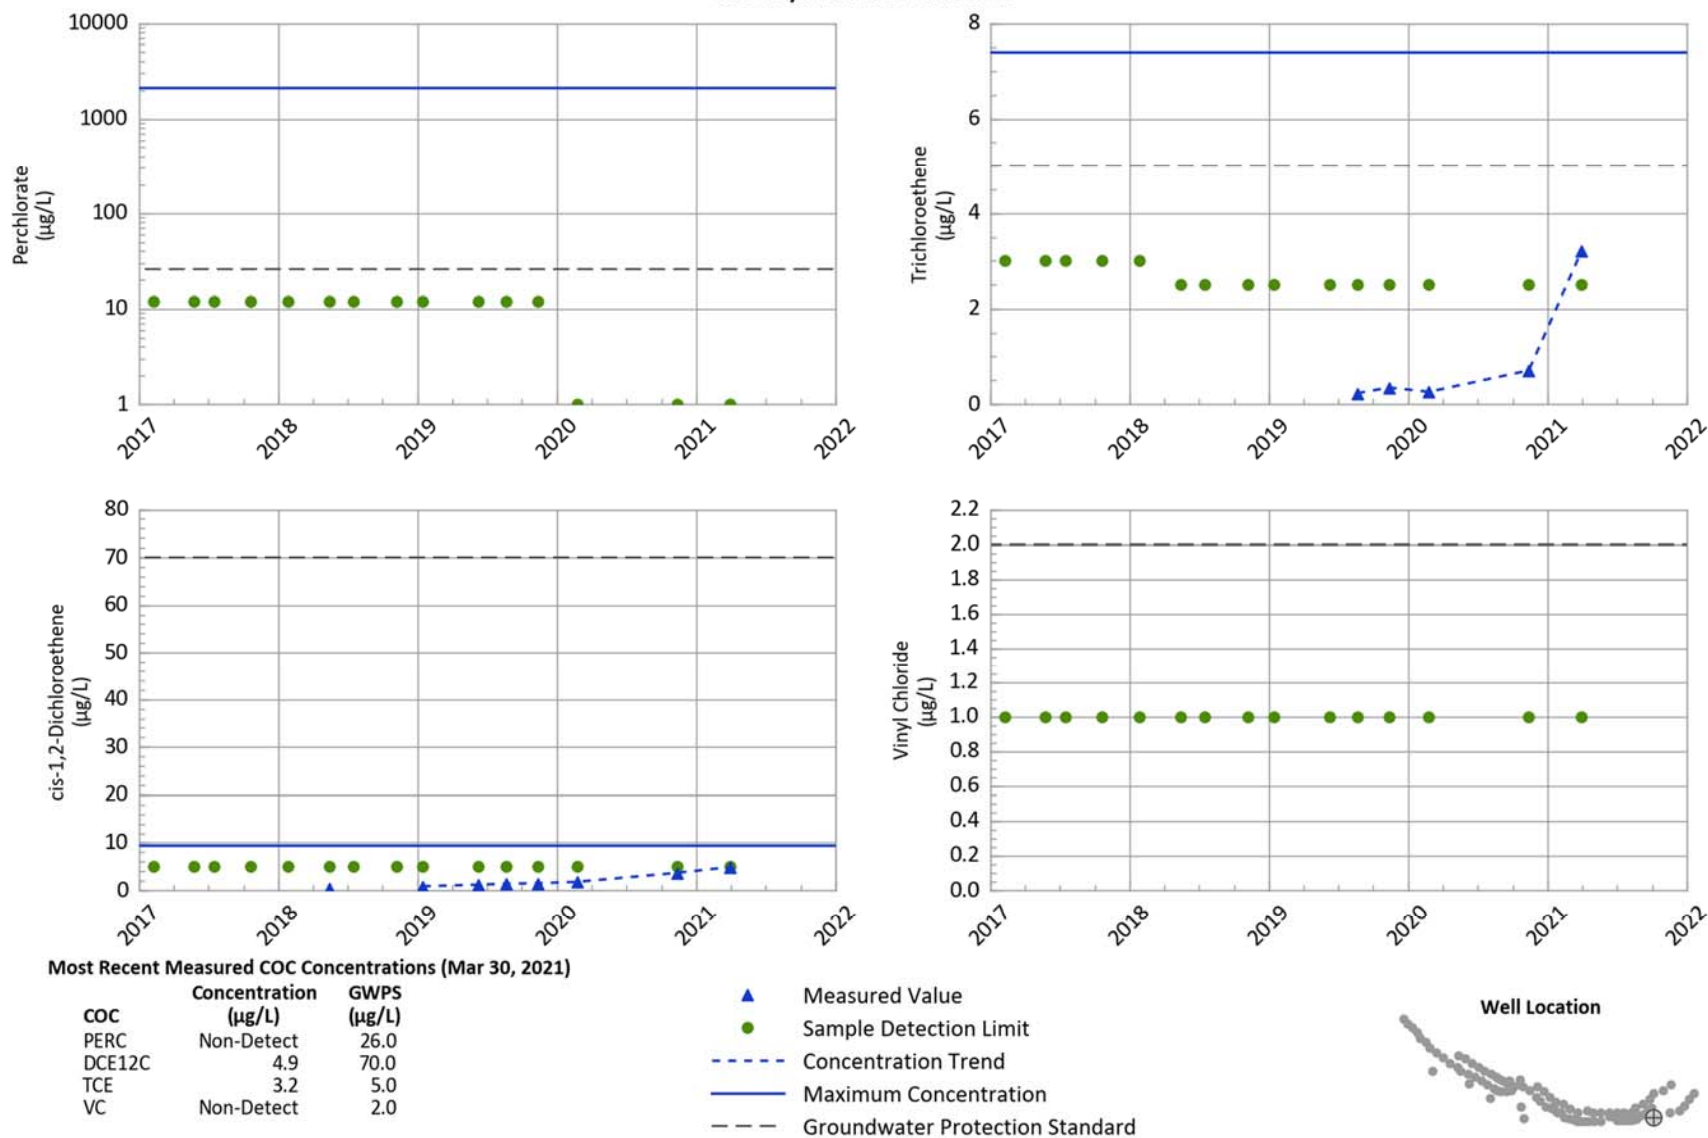 10000
1000
100
10
1
Perchlorate
(µg/L)
2017 2018 2019 2020 2021 2022
8
6
4
2
0
Trichloroethene
(µg/L)
2017 2018 2019 2020 2021 2022
80
70
60
50
40
30
20
10
0
cis-1,2-Dichloroethene
(µg/L)
2017 2018 2019 2020 2021 2022
2.2
2.0
1.8
1.6
1.4
1.2
1.0
0.8
0.6
0.4
0.2
0.0
Vinyl Chloride
(µg/L)
2017 2018 2019 2020 2021 2022
Most Recent Measured COC Concentrations (Mar 30, 2021)
Concentration GWPS
COC (µg/L) (µg/L)
PERC Non-Detect 26.0
DCE12C 4.9 70.0
TCE 3.2 5.0
VC Non-Detect 2.0
Measured Value
Sample Detection Limit
Concentration Trend
Maximum Concentration
Groundwater Protection Standard
Well Location